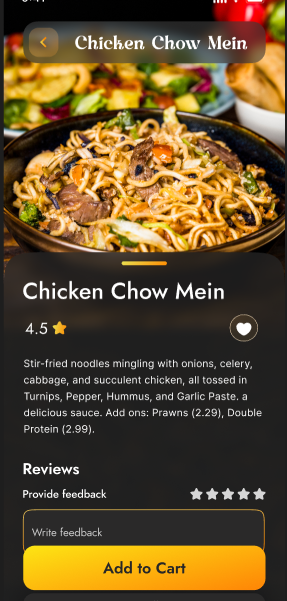 Chicken Chow Mein
Chicken Chow Mein
4.5
Stir-fried noodles mingling with onions, celery,
cabbage, and succulent chicken, all tossed in
Turnips, Pepper, Hummus, and Garlic Paste. a
delicious sauce. Add ons: Prawns (2.29), Double
Protein (2.99).
Reviews
Provide feedback
Write feedback
Add to Cart